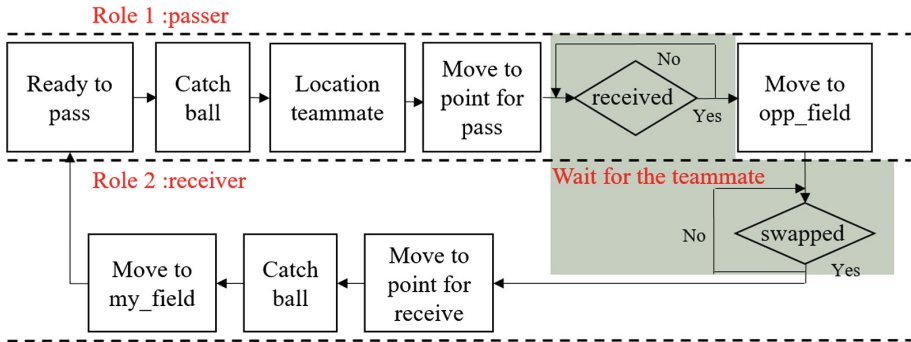 Role 1 :passer
Ready to
pass
Catch
ball
Location
teammate
Move to
point for
pass
received
No
Yes
Move to
opp_field
Role 2 :receiver
Wait for the teammate
swapped
No
Yes
Move to
my_field
Catch
ball
Move to
point for
receive